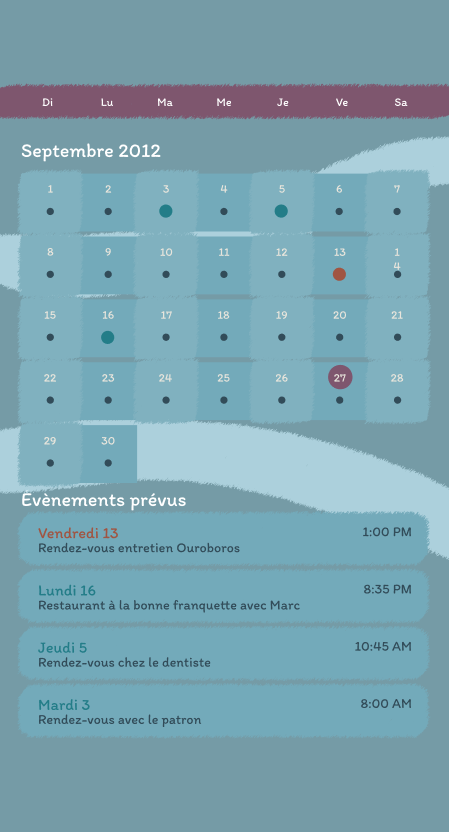 Di Lu Ma Me Je Ve Sa
Septembre 2012
1 2 3 4 5 6 7
8 9 10 11 12 13 1
4
15 16 17 18 19 20 21
22 23 24 25 26 27 28
29 30
Évènements prévus
Vendredi 13 1:00 PM
Rendez-vous entretien Ouroboros
Lundi 16 8:35 PM
Restaurant à la bonne franquette avec Marc
Jeudi 5 10:45 AM
Rendez-vous chez le dentiste
Mardi 3 8:00 AM
Rendez-vous avec le patron